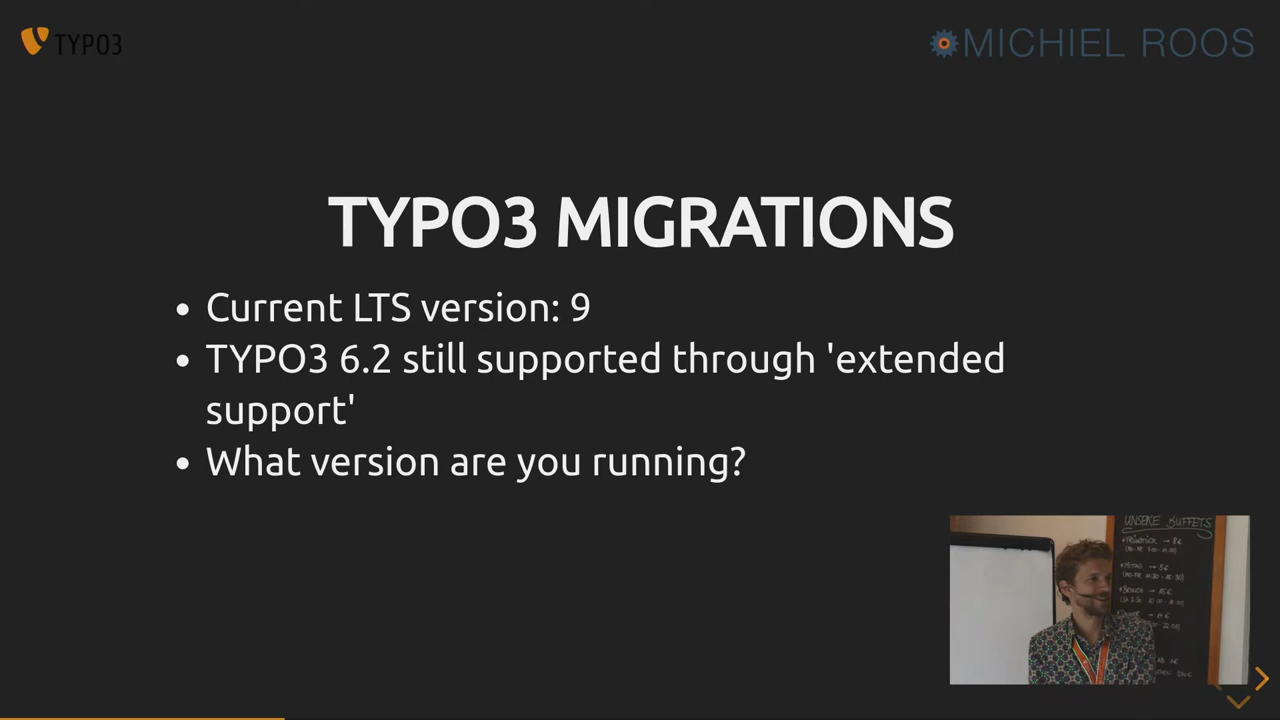 TYPO3
MICHIEL ROOS
TYPO3 MIGRATIONS
• Current LTS version: 9
• TYPO3 6.2 still supported through 'extended
support'
• What version are you running?
UNSERE BUFFETS